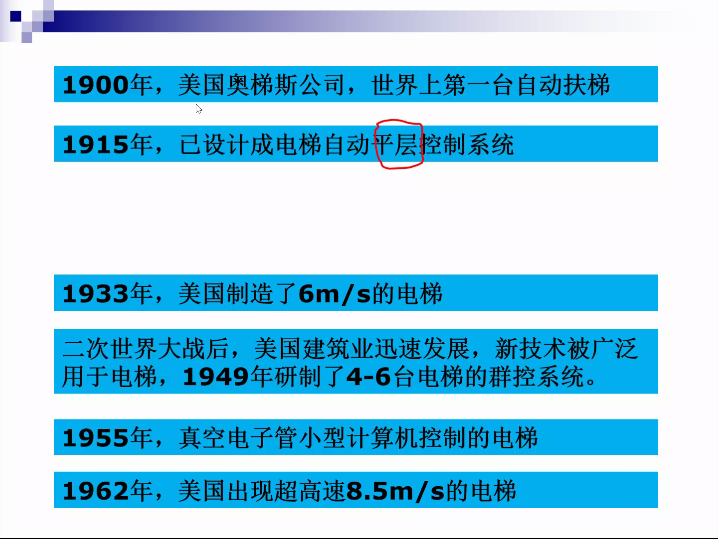 1900年，美国奥梯斯公司，世界上第一台自动扶梯
1915年，已设计成电梯自动平层控制系统
1933年，美国制造了6m/s的电梯
二次世界大战后，美国建筑业迅速发展，新技术被广泛
用于电梯，1949年研制了4-6台电梯的群控系统。
1955年，真空电子管小型计算机控制的电梯
1962年，美国出现超高速8.5m/s的电梯